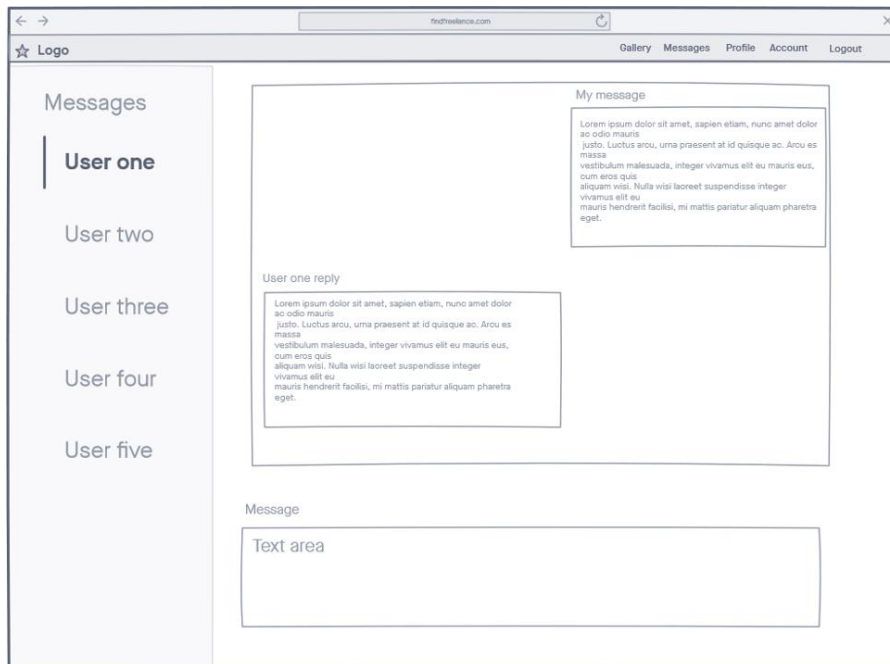 findfreelance.com
Logo
Gallery Messages Profile Account Logout
Messages
User one
User two
User three
User four
User five
My message
Lorem ipsum dolor sit amet, sapien etiam, nunc amet dolor
ac odio mauris
justo. Luctus arcu, urna praesent at id quisque ac. Arcu es
massa
vestibulum malesuada, integer vivamus elit eu mauris eus,
cum eros quis
aliquam wisi. Nulla wisi laoreet suspendisse integer
vivamus elit eu
mauris hendrerit facilisi, mi mattis pariatur aliquam pharetra
eget.
User one reply
Lorem ipsum dolor sit amet, sapien etiam, nunc amet dolor
ac odio mauris
justo. Luctus arcu, urna praesent at id quisque ac. Arcu es
massa
vestibulum malesuada, integer vivamus elit eu mauris eus,
cum eros quis
aliquam wisi. Nulla wisi laoreet suspendisse integer
vivamus elit eu
mauris hendrerit facilisi, mi mattis pariatur aliquam pharetra
eget.
Message
Text area